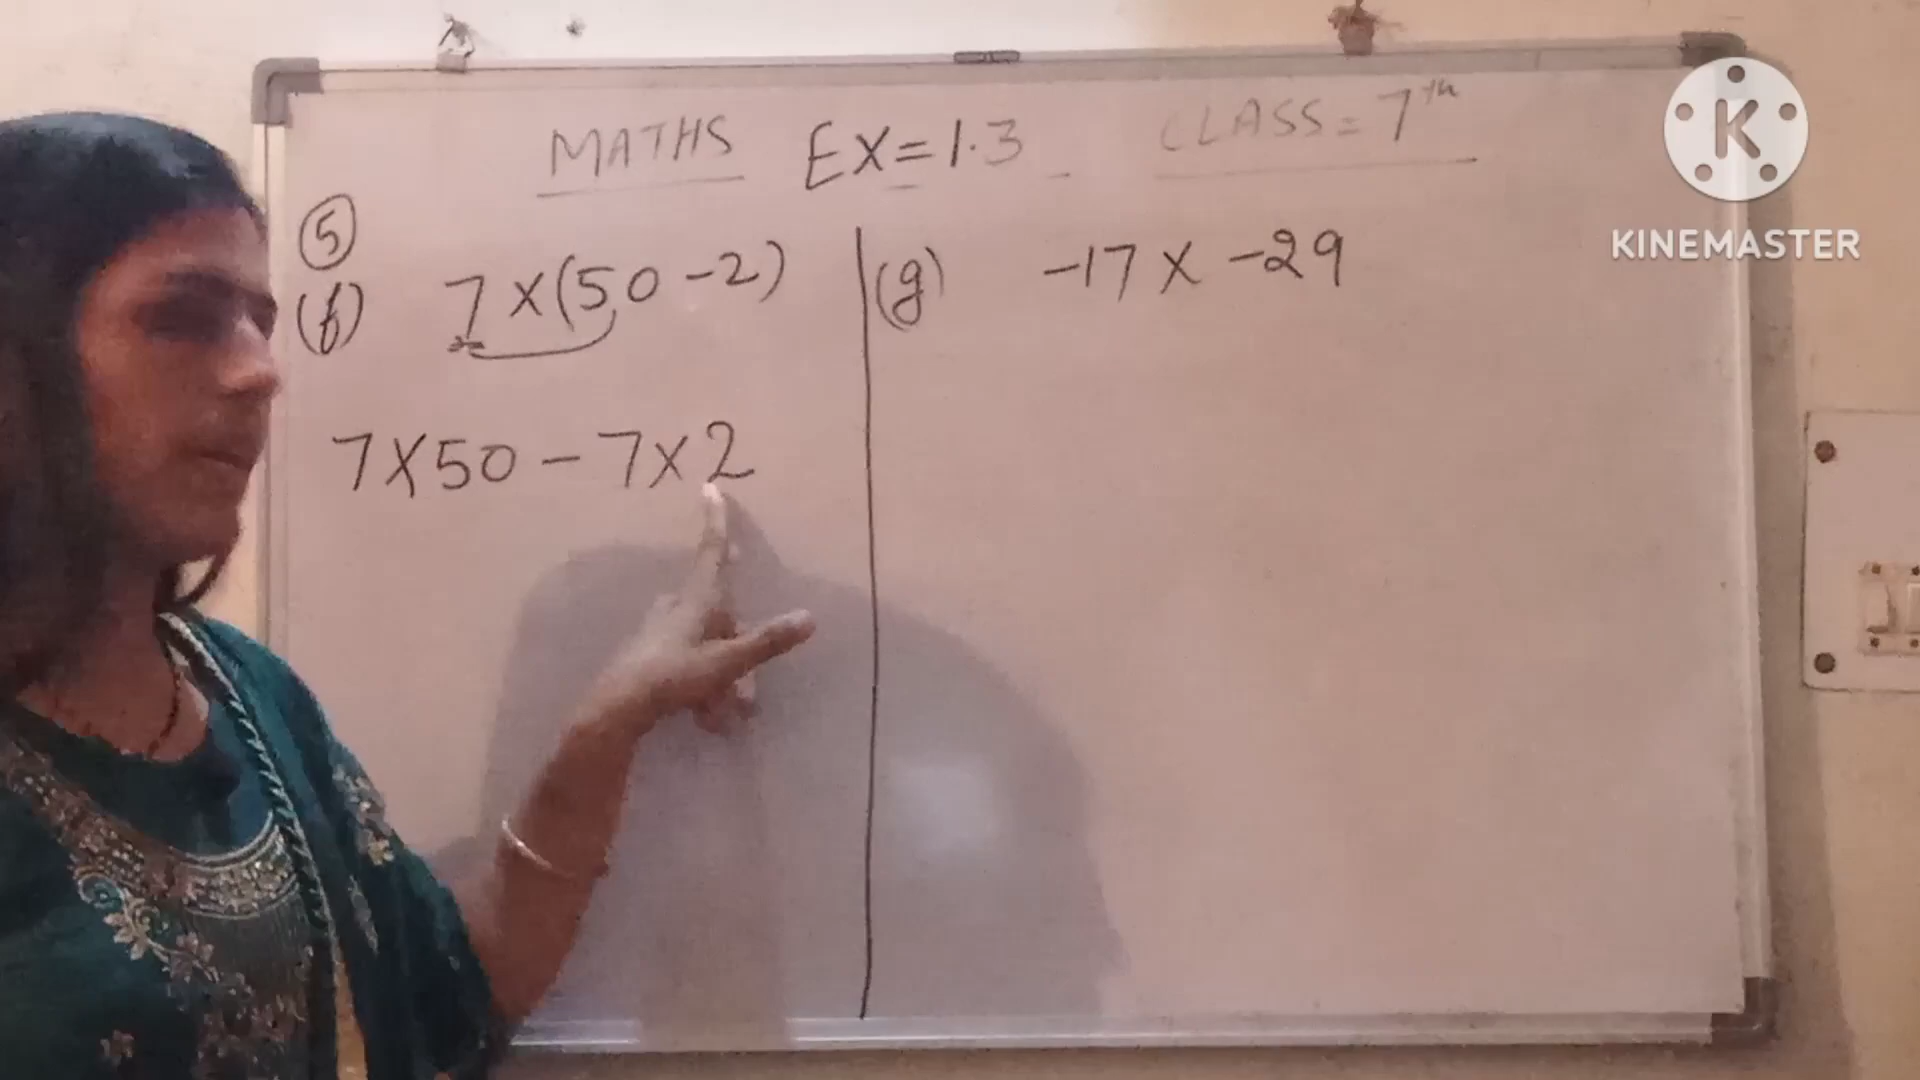 MATHS EX=1.3 CLASS=7th
5
(f) 7×(50-2)
7×50-7×2
(g) -17× -29
K
KINEMASTER